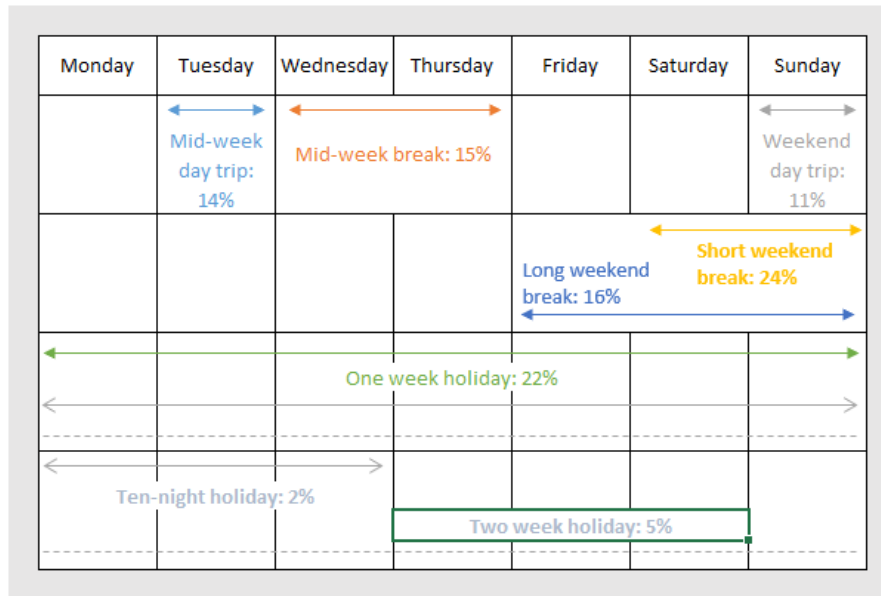 Monday Tuesday Wednesday Thursday Friday Saturday Sunday
Mid-week
day trip:
14%
Mid-week break: 15%
Weekend
day trip:
11%
Short weekend
break: 24%
Long weekend
break: 16%
One week holiday: 22%
Ten-night holiday: 2%
Two week holiday: 5%